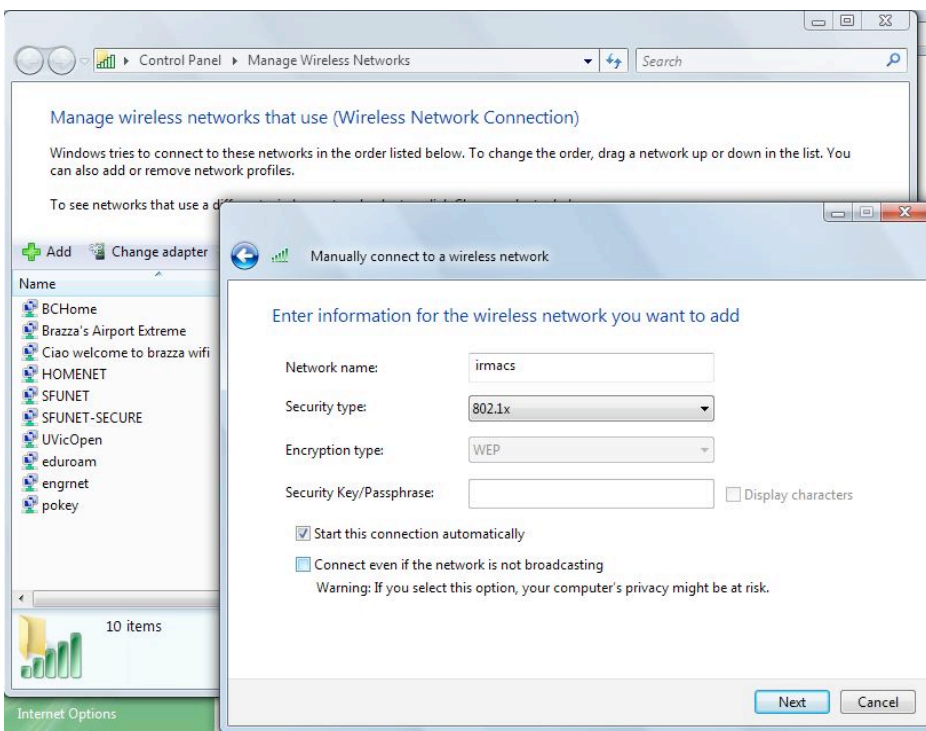 Control Panel Manage Wireless Networks
Search
Manage wireless networks that use (Wireless Network Connection)
Windows tries to connect to these networks in the order listed below. To change the order, drag a network up or down in the list. You
can also add or remove network profiles.
To see networks that use a
Add Change adapter
Name
BCHome
Brazza's Airport Extreme
Ciao welcome to brazza wifi
HOMENET
SFUNET
SFUNET-SECURE
UVicOpen
eduroam
engrnet
pokey
10 items
Internet Options
Manually connect to a wireless network
Enter information for the wireless network you want to add
Network name: irmacs
Security type: 802.1x
Encryption type: WEP
Security Key/Passphrase: Display characters
Start this connection automatically
Connect even if the network is not broadcasting
Warning: If you select this option, your computer's privacy might be at risk.
Next Cancel